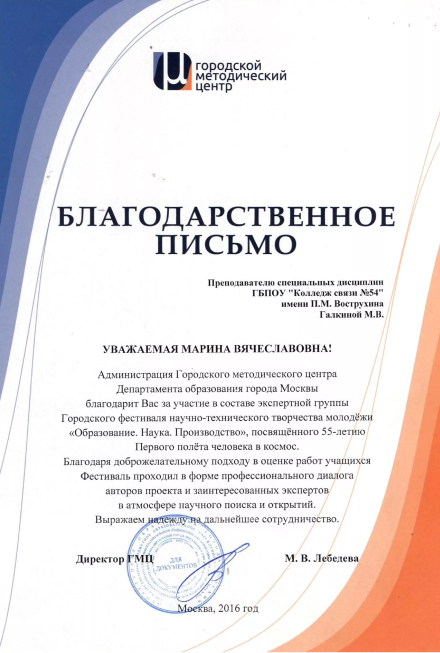 городской
методический
центр
БЛАГОДАРСТВЕННОЕ
ПИСЬМО
Преподавателю специальных дисциплин
ГБПОУ "Колледж связи №54"
имени П.М. Вострухина
Галкиной М.В.
УВАЖАЕМАЯ МАРИНА ВЯЧЕСЛАВОВНА!
Администрация Городского методического центра
Департамента образования города Москвы
благодарит Вас за участие в составе экспертной группы
Городского фестиваля научно-технического творчества молодёжи
«Образование. Наука. Производство», посвящённого 55-летию
Первого полёта человека в космос.
Благодаря доброжелательному подходу в оценке работ учащихся
Фестиваль проходил в форме профессионального диалога
авторов проекта и заинтересованных экспертов
в атмосфере научного поиска и открытий.
Выражаем надежду на дальнейшее сотрудничество.
Директор ГМЦ М. В. Лебедева
ДЛЯ
ДОКУМЕНТОВ
Москва, 2016 год